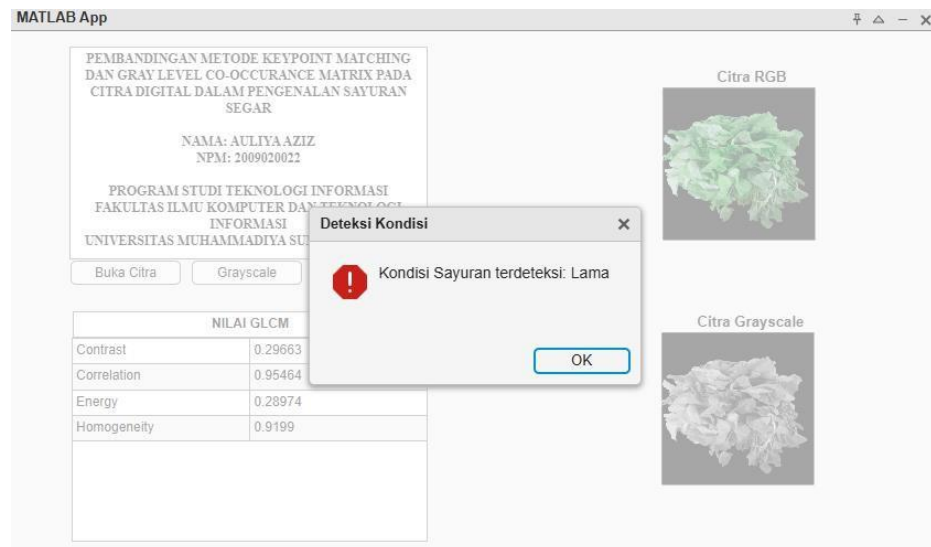 MATLAB App
PEMBANDINGAN METODE KEYPOINT MATCHING
DAN GRAY LEVEL CO-OCCURANCE MATRIX PADA
CITRA DIGITAL DALAM PENGENALAN SAYURAN
SEGAR
NAMA: AULIYA AZIZ
NPM: 2009020022
PROGRAM STUDI TEKNOLOGI INFORMASI
FAKULTAS ILMU KOMPUTER DAN TEKNOLOGI
INFORMASI
UNIVERSITAS MUHAMMADIYA
Buka Citra
Grayscale
Citra RGB
Deteksi Kondisi
Kondisi Sayuran terdeteksi: Lama
OK
NILAI GLCM
Contrast 0.29663
Correlation 0.95464
Energy 0.28974
Homogeneity 0.9199
Citra Grayscale